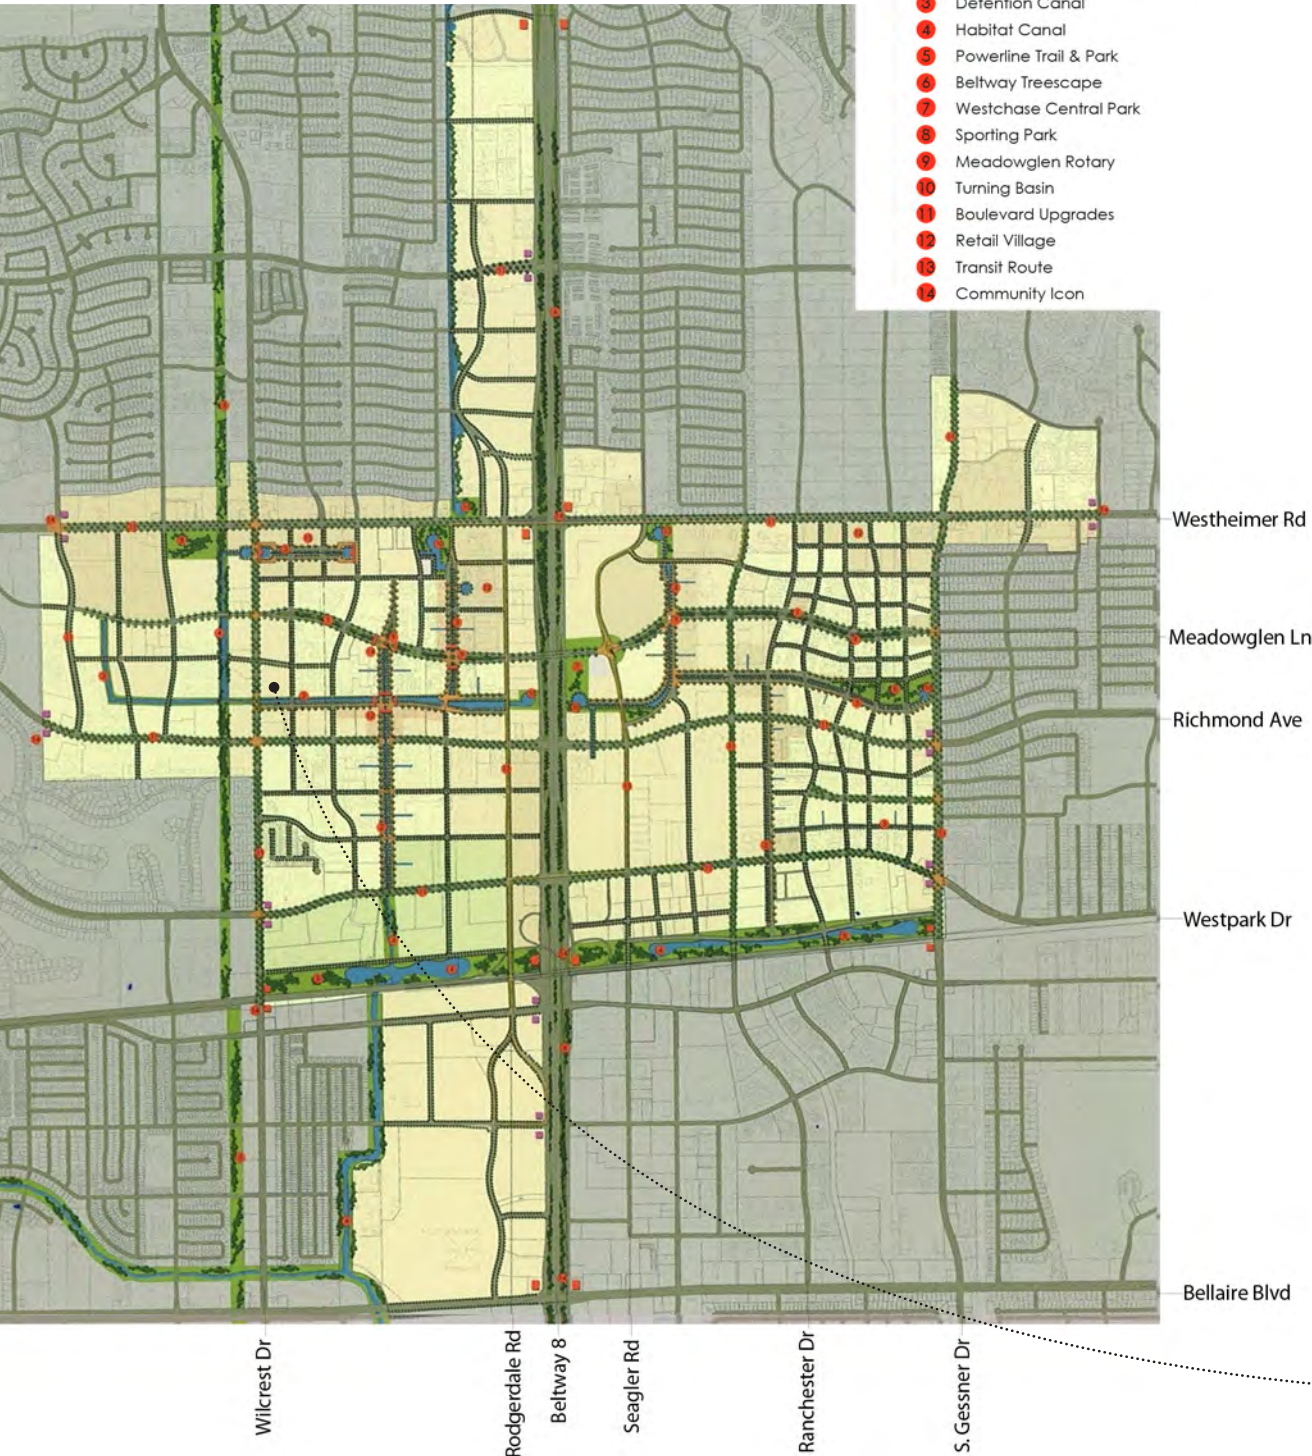 3 Detention Canal
4 Habitat Canal
5 Powerline Trail & Park
6 Beltway Treescape
7 Westchase Central Park
8 Sporting Park
9 Meadowglen Rotary
10 Turning Basin
11 Boulevard Upgrades
12 Retail Village
13 Transit Route
14 Community Icon
Westheimer Rd
Meadowglen Ln
Richmond Ave
Westpark Dr
Bellaire Blvd
Wilcrest Dr
Rodgerdale Rd
Beltway 8
Seagler Rd
Ranchester Dr
S. Gessner Dr